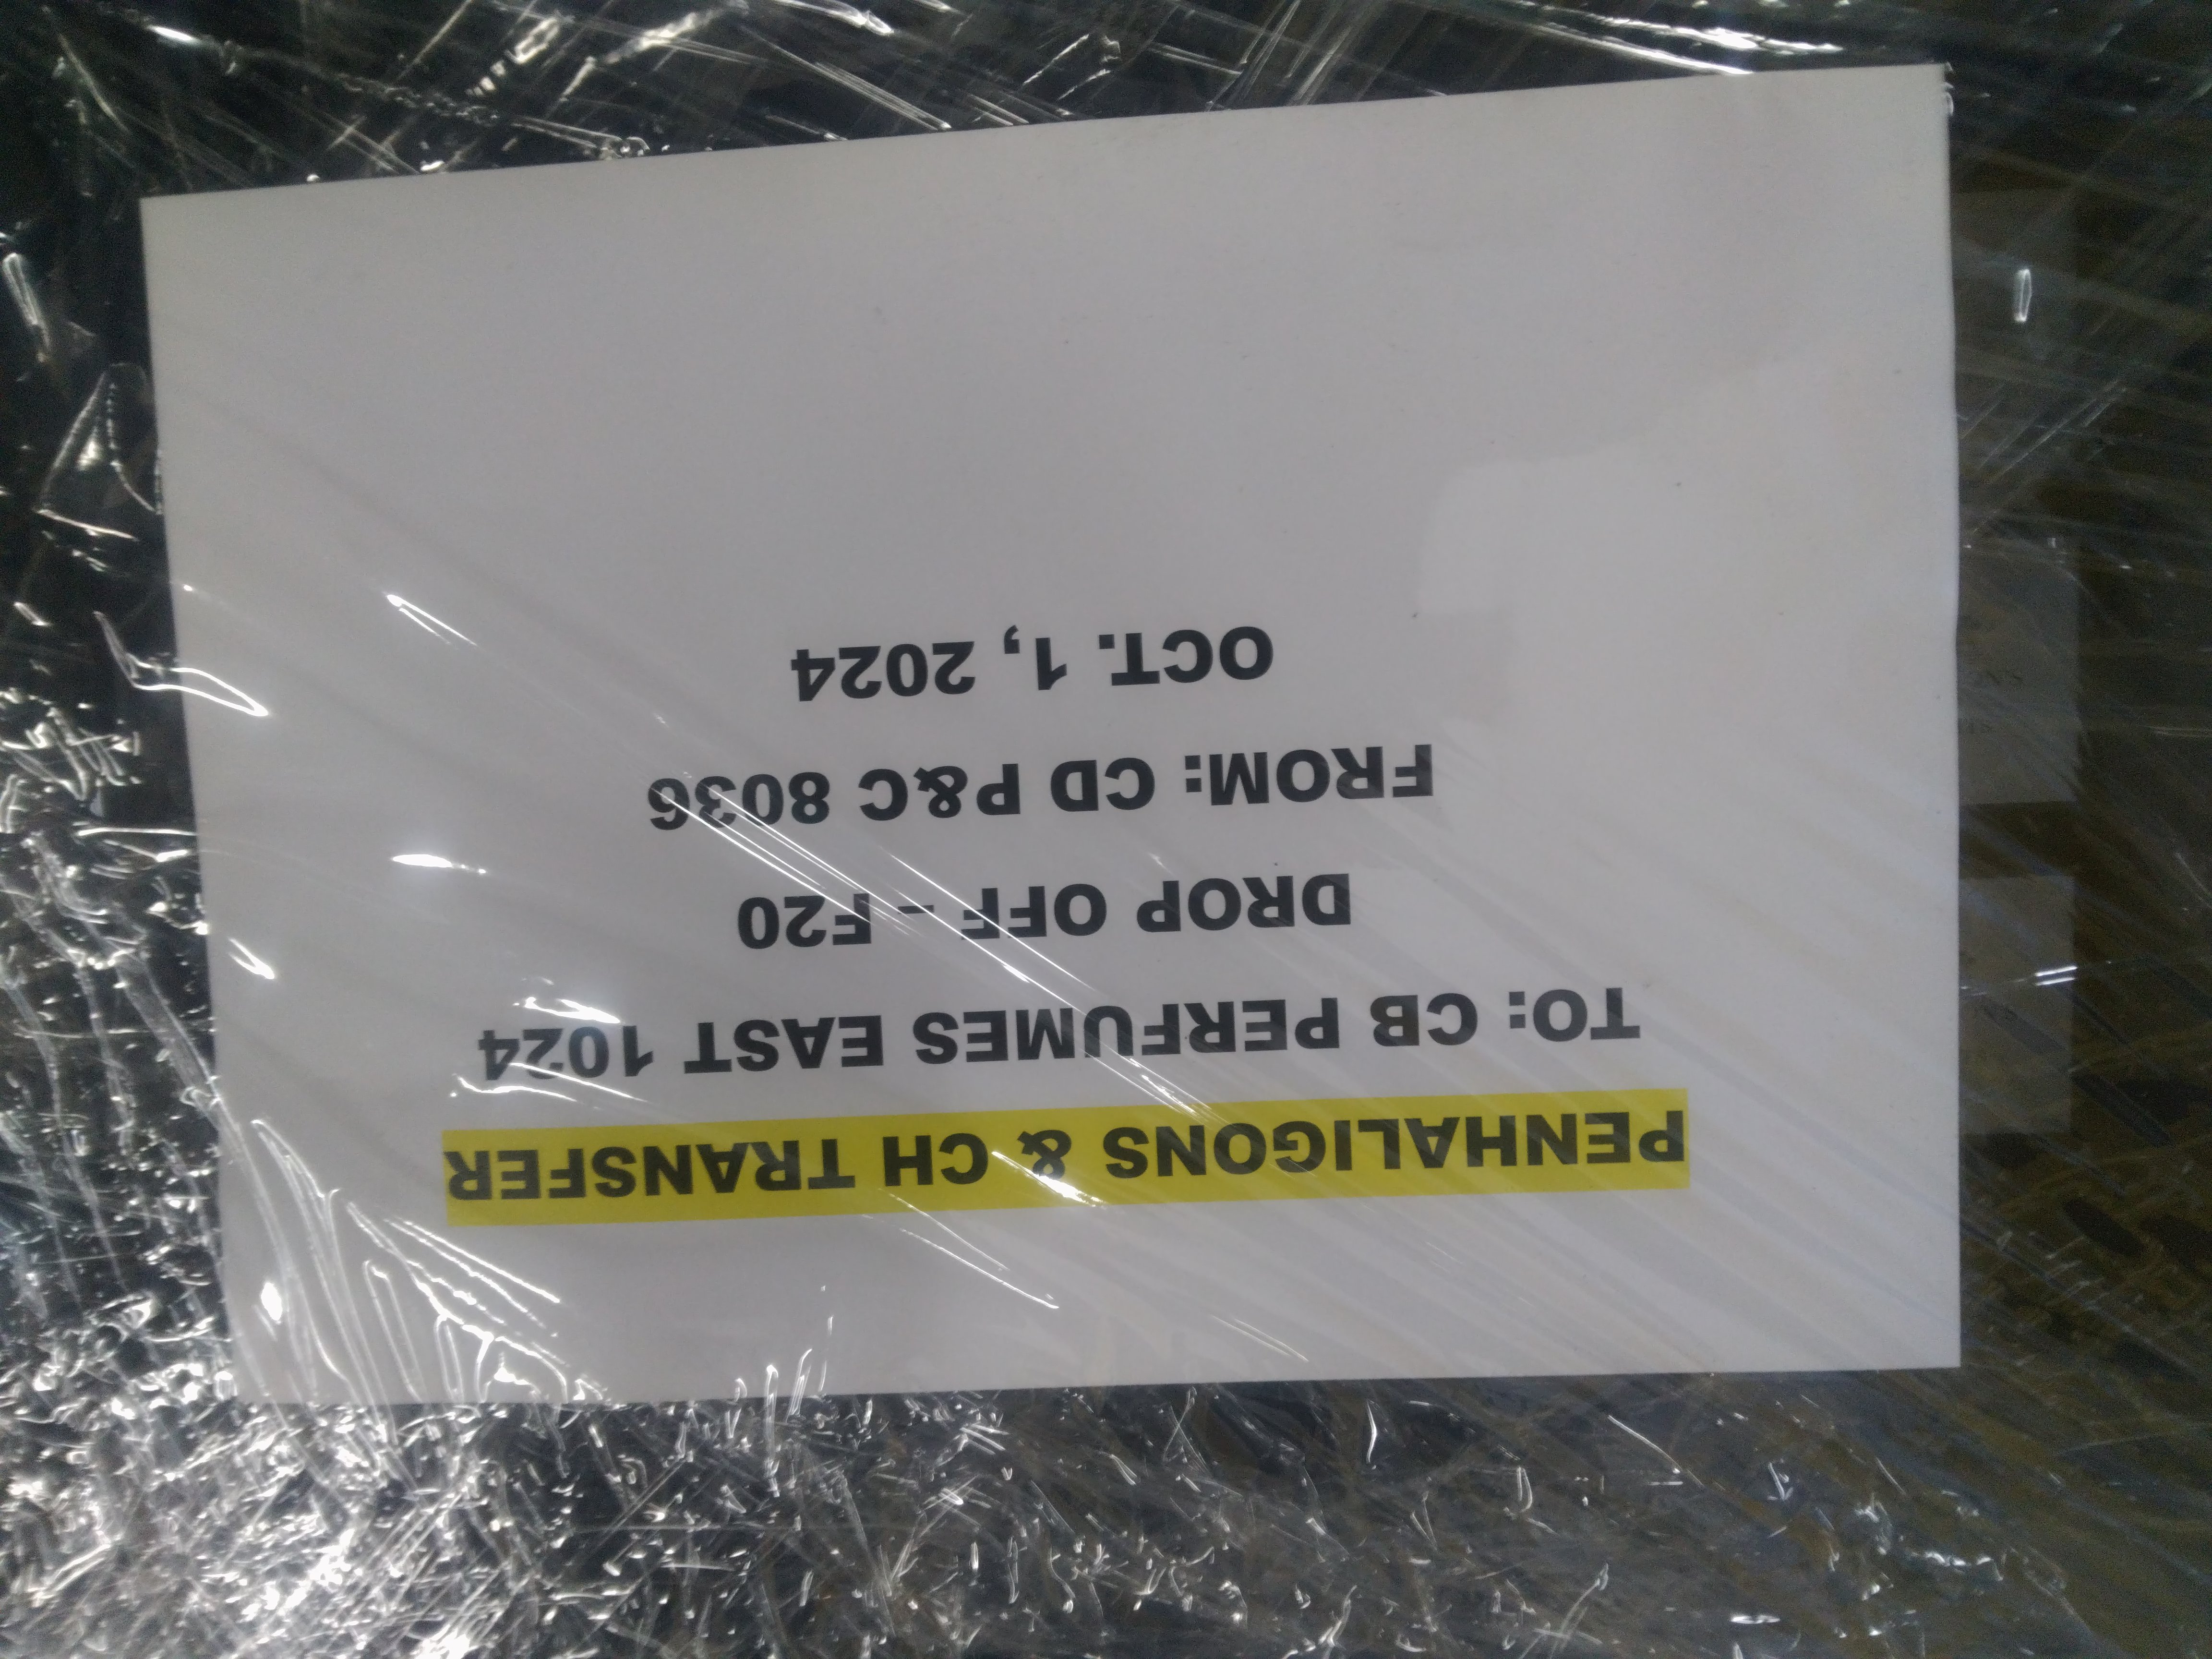 PENHALIGONS & CH TRANSFER
TO: CB PERFUMES EAST 1024
DROP OFF - F20
FROM: CD P&C 8036
OCT. 1, 2024